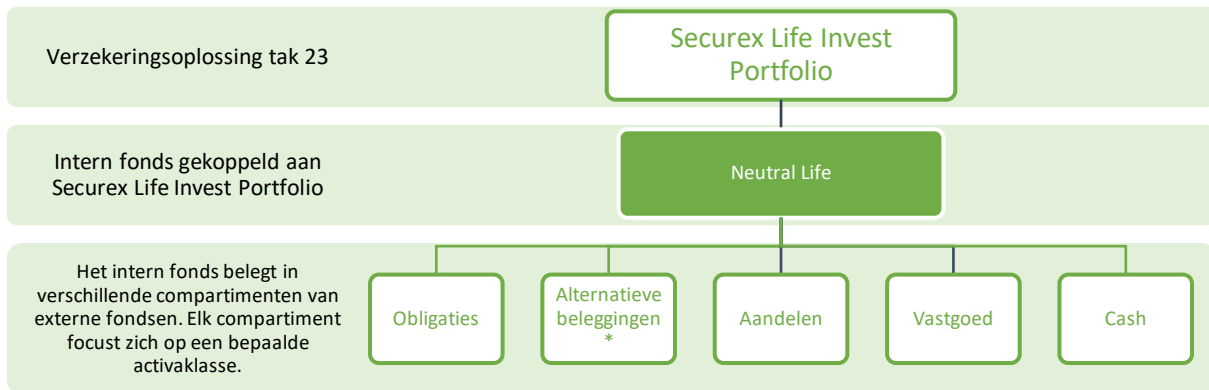 Verzekeringsoplossing tak 23
Securex Life Invest
Portfolio
Intern fonds gekoppeld aan
Securex Life Invest Portfolio
Neutral Life
Het intern fonds belegt in
verschillende compartimenten van
externe fondsen. Elk compartiment
focust zich op een bepaalde
activaklasse.
Obligaties
Alternatieve
beleggingen
*
Aandelen
Vastgoed
Cash